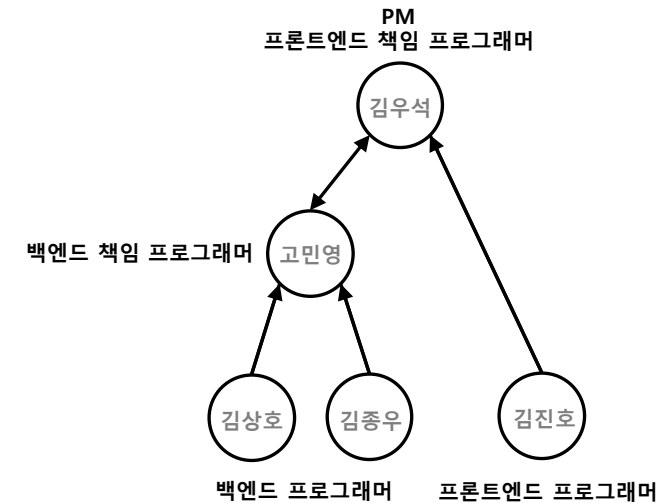 PM
프론트엔드 책임 프로그래머
김우석
백엔드 책임 프로그래머
고민영
김상호
김종우
김진호
백엔드 프로그래머
프론트엔드 프로그래머